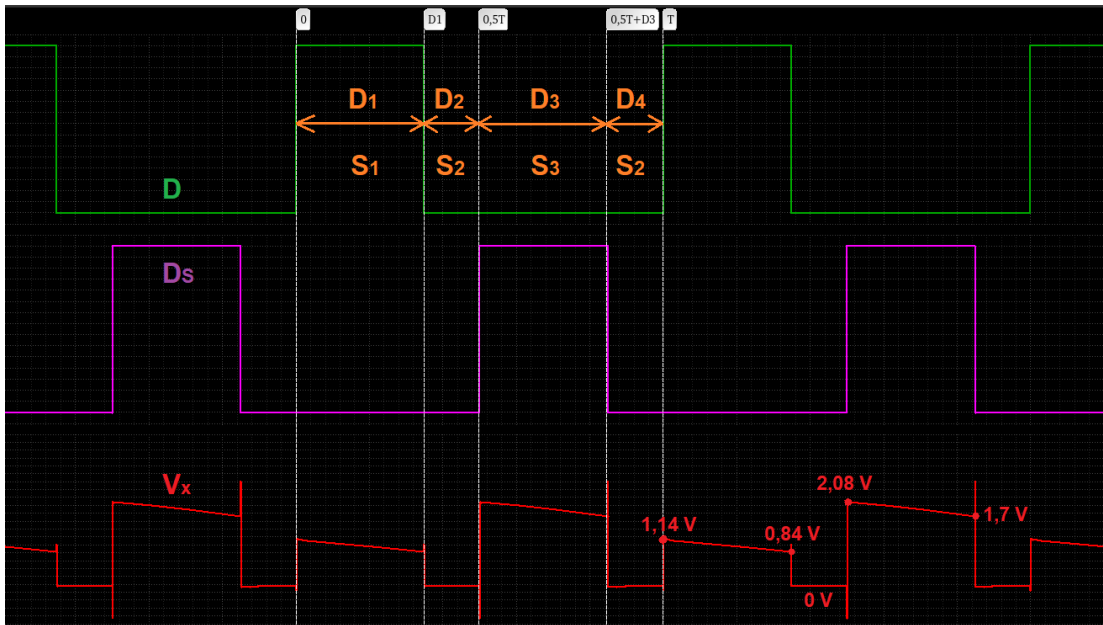 0 D1 0,5T 0,5T+D3 T
D1 D2 D3 D4
S1 S2 S3 S2
D
Ds
Vx
2,08 V
1,7 V
1,14 V
0,84 V
0 V